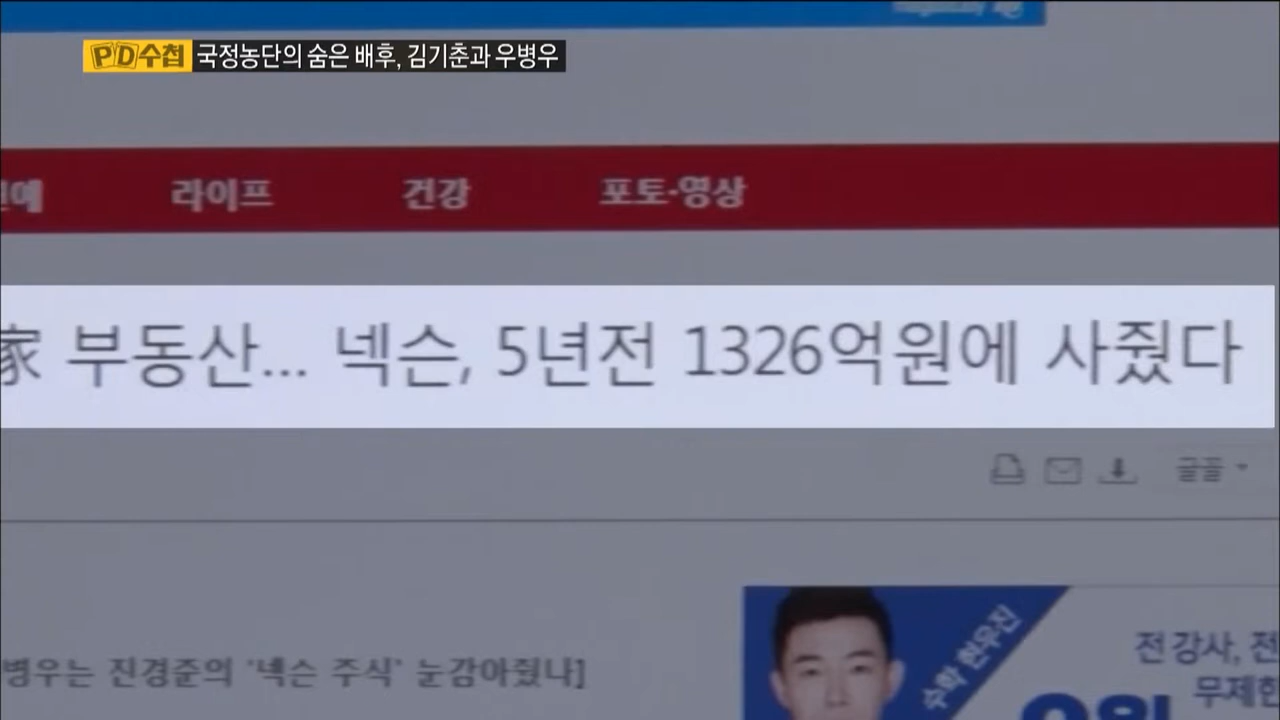 PD수첩 국정농단의 숨은 배후, 김기춘과 우병우
라이프 건강 포토·영상
家 부동산... 넥슨, 5년전 1326억원에 사줬다
글꼴
병우는 진경준의 '넥슨 주식' 눈감아줬나]
수학 현우진
전강사, 전
무제한
0원